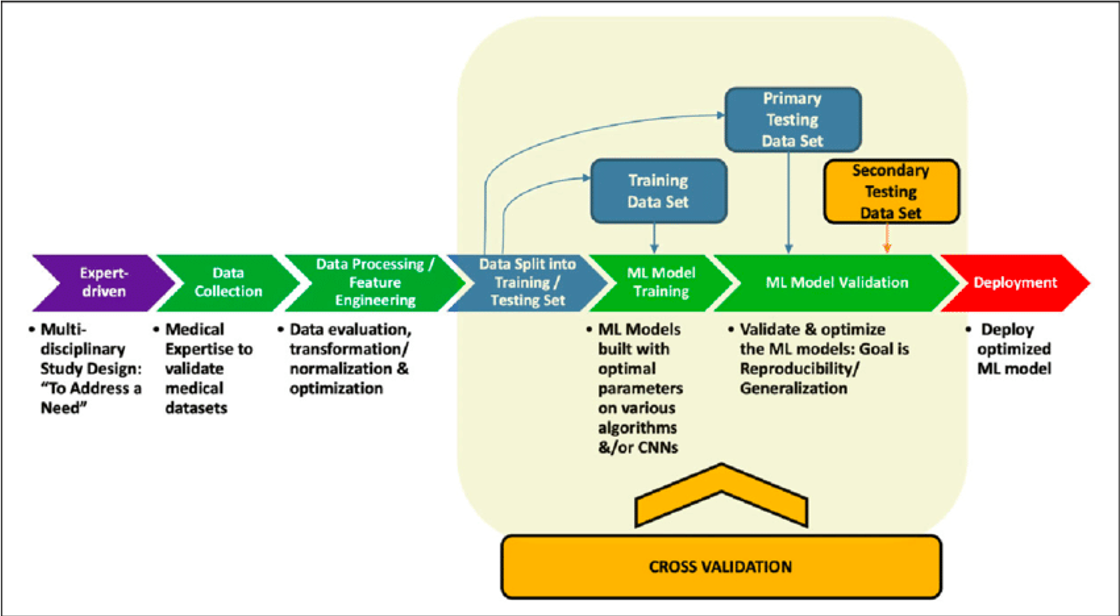 Primary
Testing
Data Set
Training
Data Set
Secondary
Testing
Data Set
Expert-
driven
Data
Collection
Data Processing /
Feature
Engineering
Data Split into
Training /
Testing Set
ML Model
Training
ML Model Validation
Deployment
• Multi-
disciplinary
Study Design:
“To Address a
Need”
• Medical
Expertise to
validate
medical
datasets
• Data evaluation,
transformation/
normalization &
optimization
• ML Models
built with
optimal
parameters
on various
algorithms
&/or CNNs
• Validate & optimize
the ML models: Goal is
Reproducibility/
Generalization
• Deploy
optimized
ML model
CROSS VALIDATION